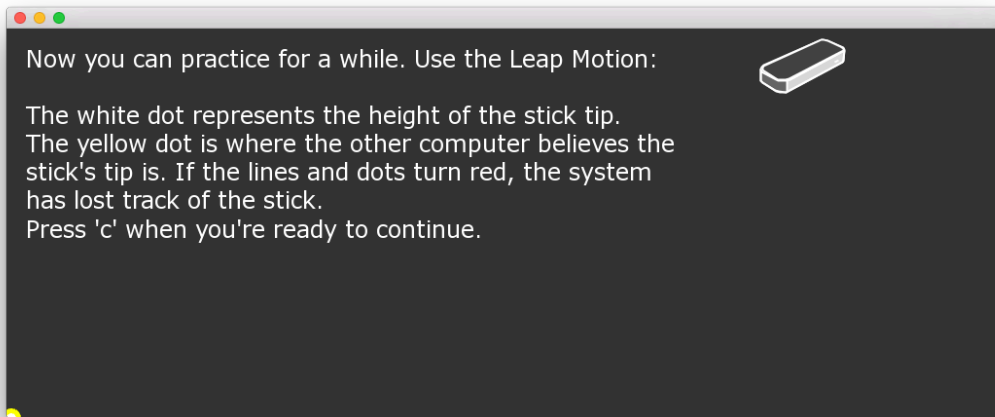 Now you can practice for a while. Use the Leap Motion:
The white dot represents the height of the stick tip.
The yellow dot is where the other computer believes the
stick's tip is. If the lines and dots turn red, the system
has lost track of the stick.
Press 'c' when you're ready to continue.